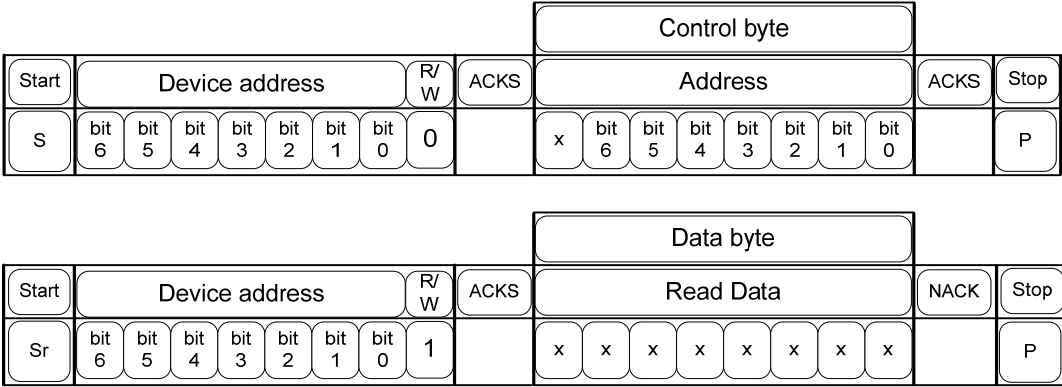 Control byte
Start Device address R/W ACKS Address ACKS Stop
S bit 6 bit 5 bit 4 bit 3 bit 2 bit 1 bit 0 0 x bit 6 bit 5 bit 4 bit 3 bit 2 bit 1 bit 0 P
Data byte
Start Device address R/W ACKS Read Data NACK Stop
Sr bit 6 bit 5 bit 4 bit 3 bit 2 bit 1 bit 0 1 x x x x x x x x P